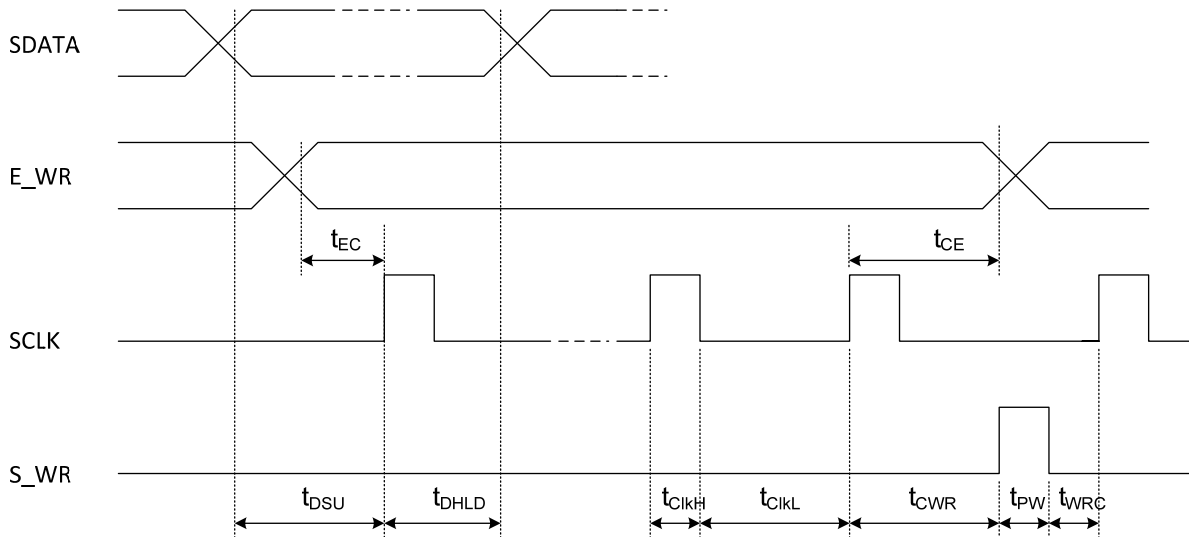 SDATA
E_WR
tEC
tCE
SCLK
S_WR
tDSU tDHLD tClkH tClkL tCWR tPW tWRC